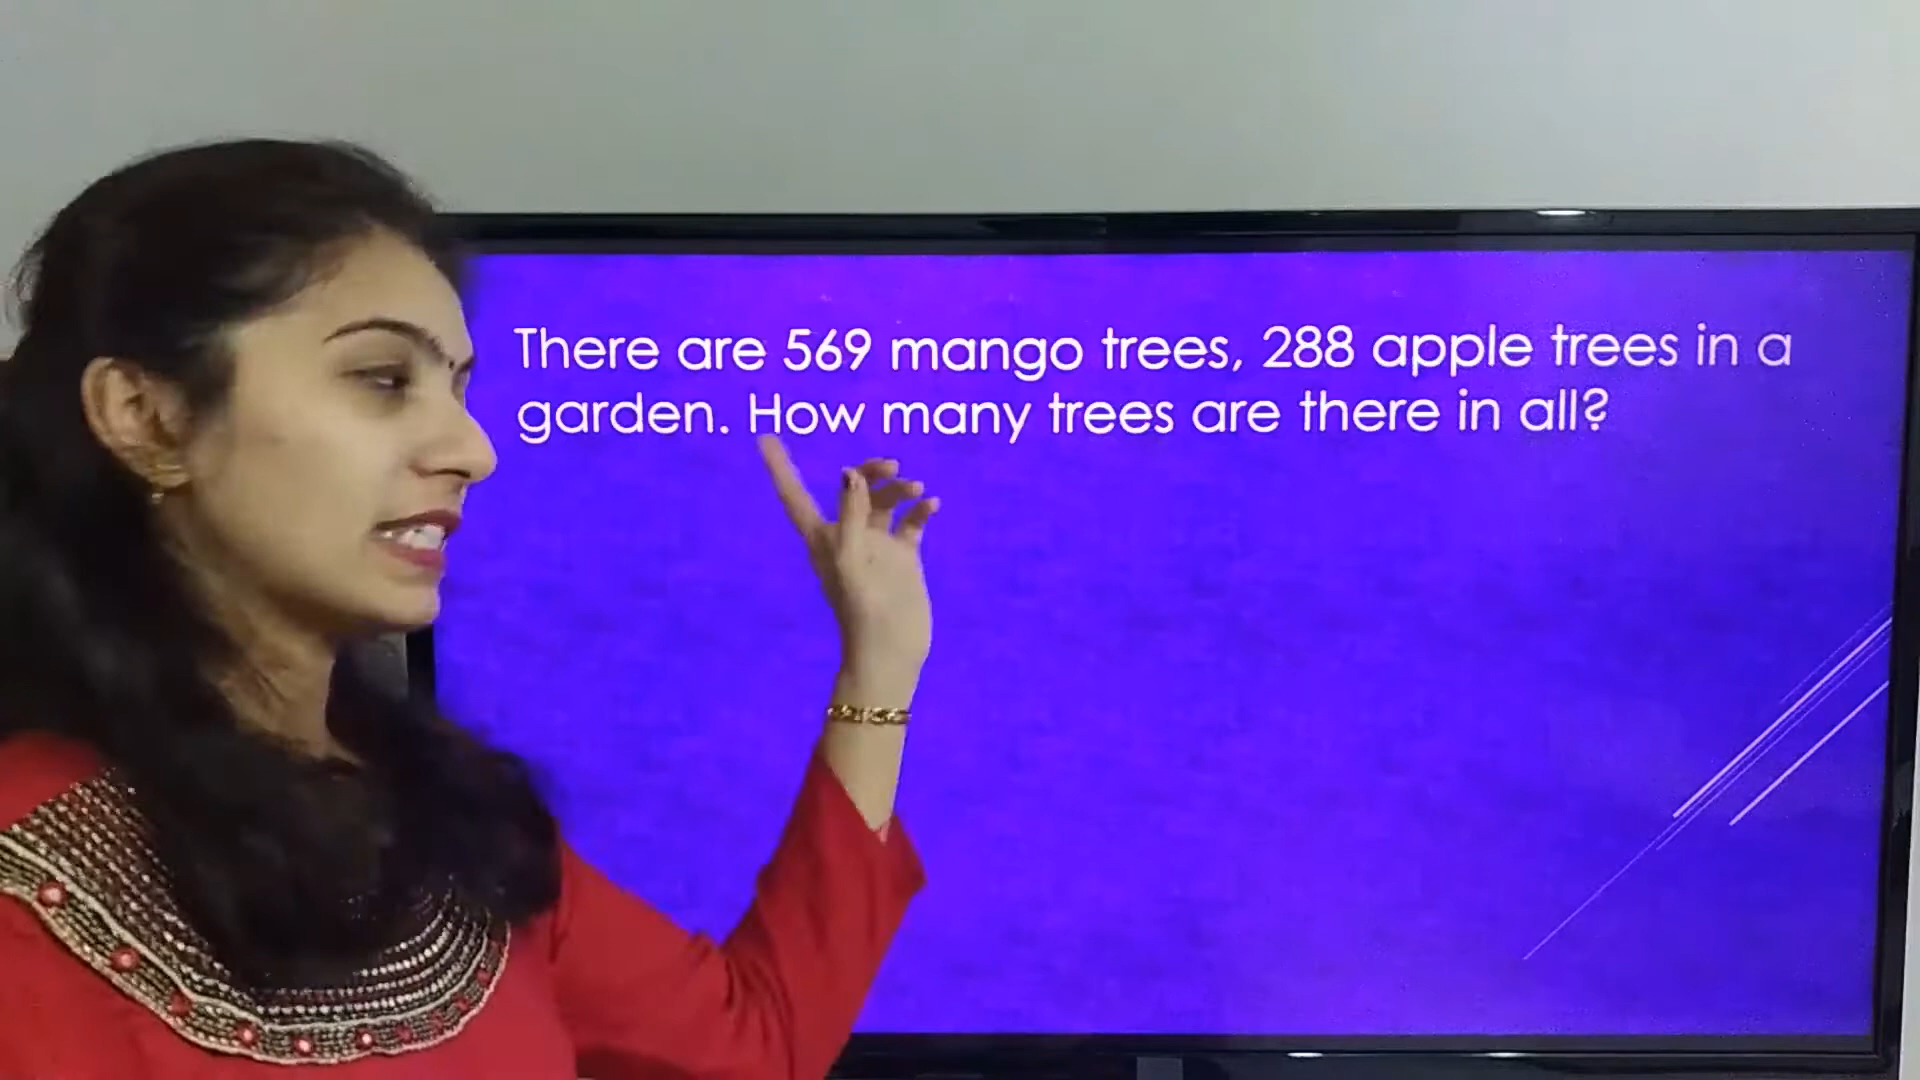 There are 569 mango trees, 288 apple trees in a
garden. How many trees are there in all?